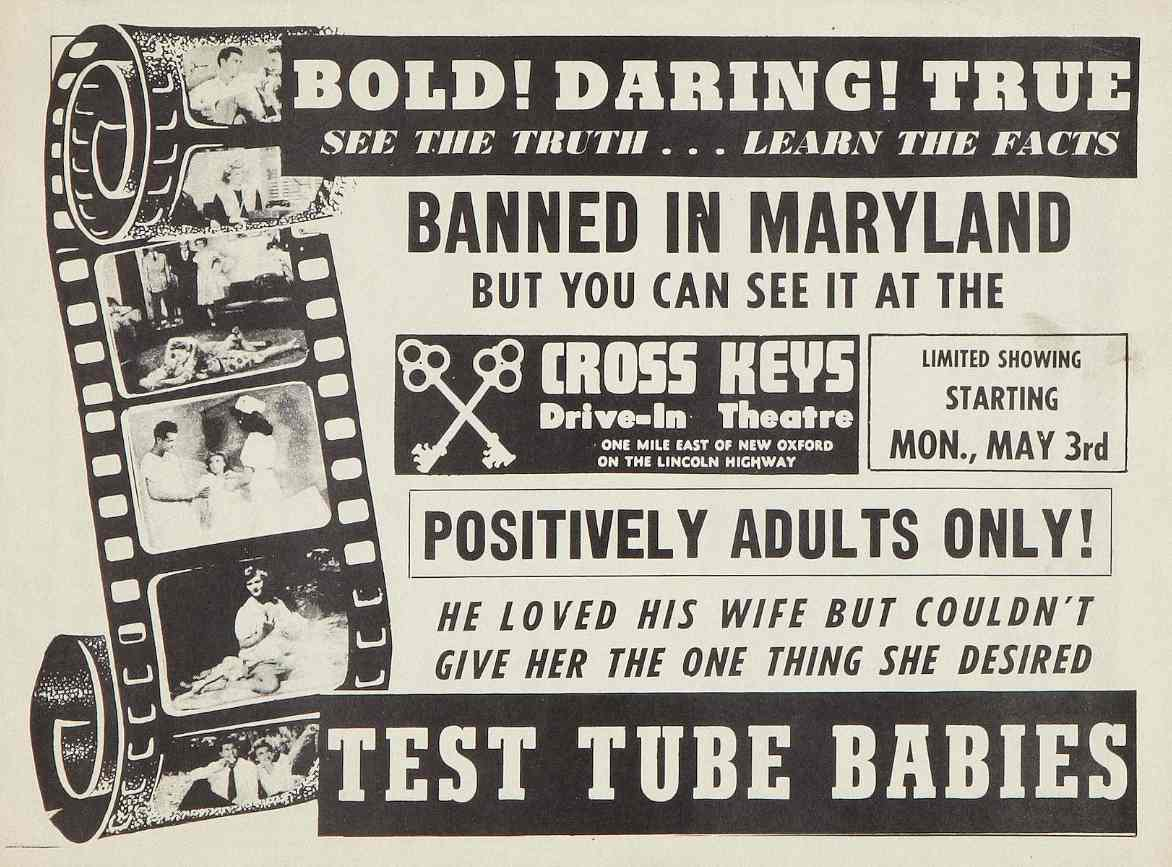 BOLD! DARING! TRUE
SEE THE TRUTH . . . LEARN THE FACTS
BANNED IN MARYLAND
BUT YOU CAN SEE IT AT THE
CROSS KEYS
Drive-In Theatre
ONE MILE EAST OF NEW OXFORD
ON THE LINCOLN HIGHWAY
LIMITED SHOWING
STARTING
MON., MAY 3rd
POSITIVELY ADULTS ONLY!
HE LOVED HIS WIFE BUT COULDN'T
GIVE HER THE ONE THING SHE DESIRED
TEST TUBE BABIES